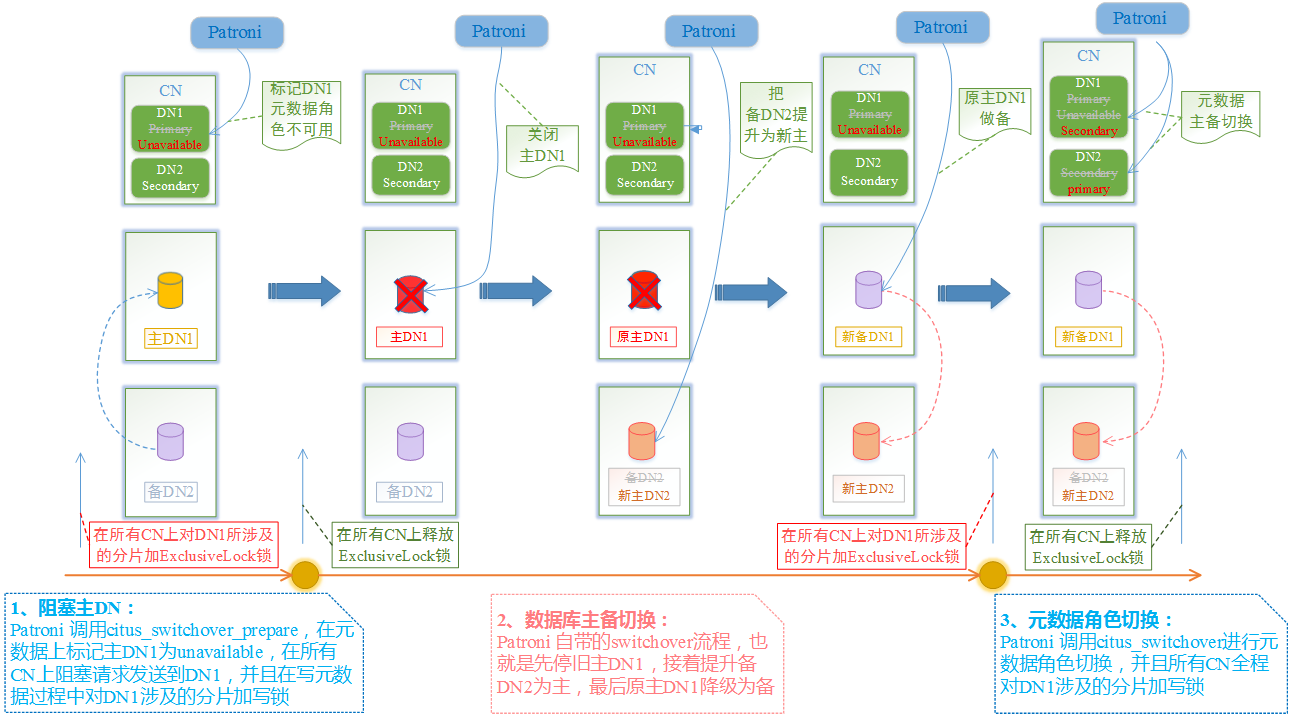 Patroni
Patroni
Patroni
Patroni
Patroni
CN
DN1
Primary
Unavailable
DN2
Secondary
标记DN1
元数据角
色不可用
CN
DN1
Primary
Unavailable
DN2
Secondary
关闭
主DN1
CN
DN1
Primary
Unavailable
DN2
Secondary
把
备DN2提
升为新主
CN
DN1
Primary
Unavailable
DN2
Secondary
原主DN1
做备
CN
DN1
Primary
Unavailable
Secondary
DN2
Secondary
primary
元数据
主备切换
主DN1
主DN1
原主DN1
新备DN1
新备DN1
备DN2
备DN2
备DN2
新主DN2
新主DN2
备DN2
新主DN2
在所有CN上对DN1所涉及
的分片加ExclusiveLock锁
在所有CN上释放
ExclusiveLock锁
在所有CN上对DN1所涉及
的分片加ExclusiveLock锁
在所有CN上释放
ExclusiveLock锁
1、阻塞主DN：
Patroni 调用citus_switchover_prepare，在元
数据上标记主DN1为unavailable，在所有
CN上阻塞请求发送到DN1，并且在写元数
据过程中对DN1涉及的分片加写锁
2、数据库主备切换：
Patroni 自带的switchover流程，也
就是先停旧主DN1，接着提升备
DN2为主，最后原主DN1降级为备
3、元数据角色切换：
Patroni 调用citus_switchover进行元
数据角色切换，并且所有CN全程
对DN1涉及的分片加写锁